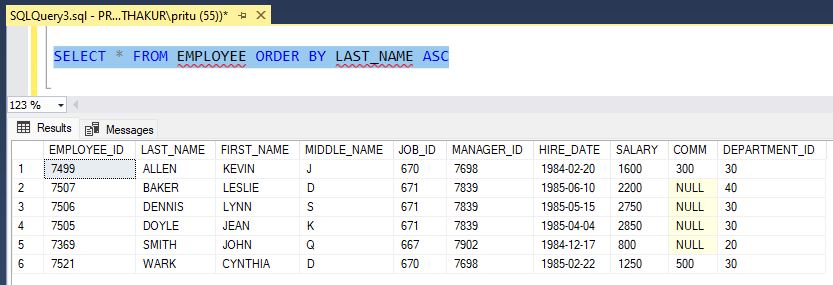 SQLQuery3.sql - PR...THAKUR\pritu (55))*
SELECT * FROM EMPLOYEE ORDER BY LAST_NAME ASC
123 %
Results Messages
EMPLOYEE_ID LAST_NAME FIRST_NAME MIDDLE_NAME JOB_ID MANAGER_ID HIRE_DATE SALARY COMM DEPARTMENT_ID
1 7499 ALLEN KEVIN J 670 7698 1984-02-20 1600 300 30
2 7507 BAKER LESLIE D 671 7839 1985-06-10 2200 NULL 40
3 7506 DENNIS LYNN S 671 7839 1985-05-15 2750 NULL 30
4 7505 DOYLE JEAN K 671 7839 1985-04-04 2850 NULL 30
5 7369 SMITH JOHN Q 667 7902 1984-12-17 800 NULL 20
6 7521 WARK CYNTHIA D 670 7698 1985-02-22 1250 500 30